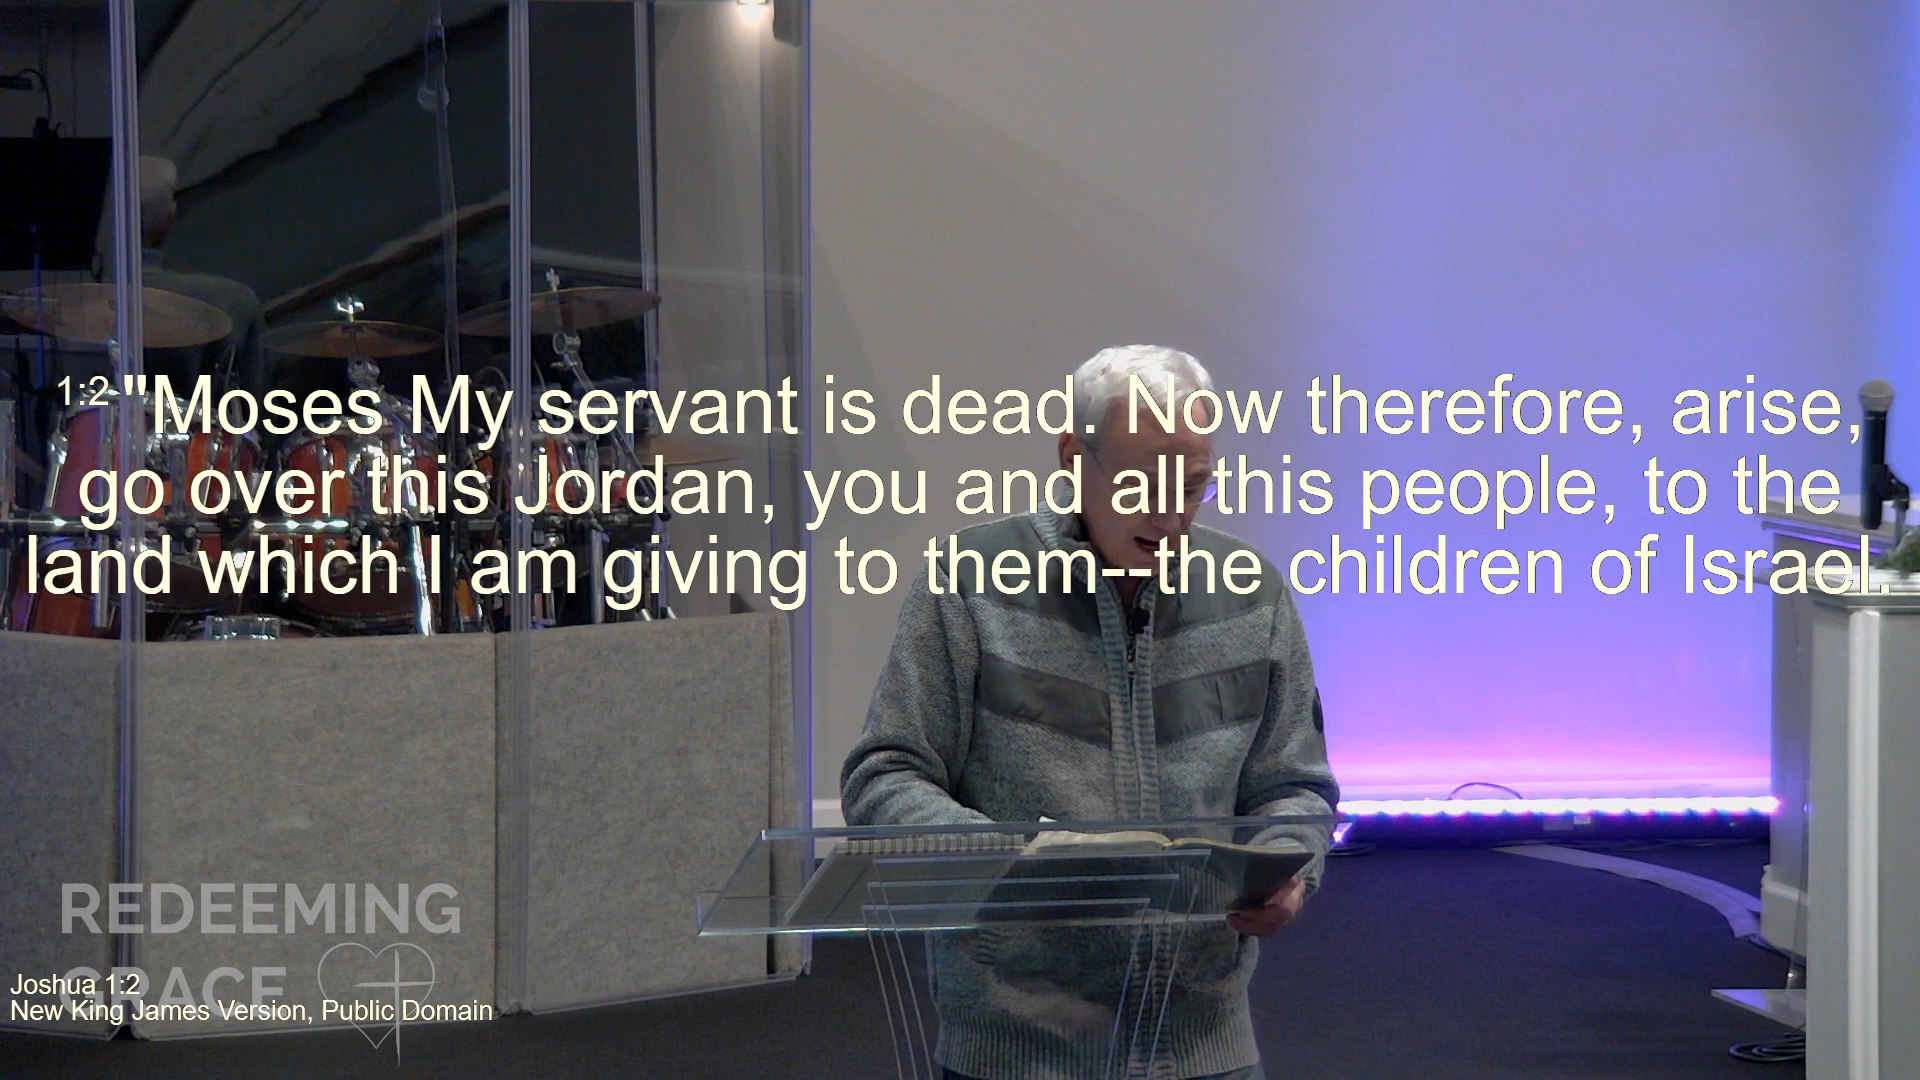 1:2 "Moses My servant is dead. Now therefore, arise,
go over this Jordan, you and all this people, to the
land which I am giving to them--the children of Israel.
REDEEMING
GRACE
Joshua 1:2
New King James Version, Public Domain